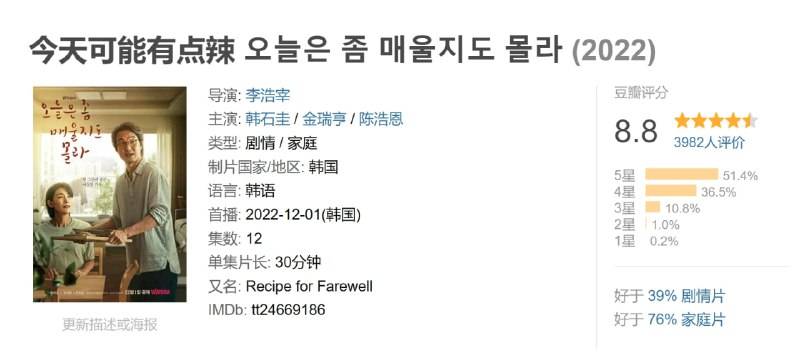 今天可能有点辣 오늘은 좀 매울지도 몰라 (2022)
오늘은 좀
매울지도
몰라
WATCHA
更新描述或海报
导演: 李浩宰
主演: 韩石圭 / 金瑞亨 / 陈浩恩
类型: 剧情 / 家庭
制片国家/地区: 韩国
语言: 韩语
首播: 2022-12-01(韩国)
集数: 12
单集片长: 30分钟
又名: Recipe for Farewell
IMDb: tt24669186
豆瓣评分
8.8
3982人评价
5星 51.4%
4星 36.5%
3星 10.8%
2星 1.0%
1星 0.2%
好于 39% 剧情片
好于 76% 家庭片